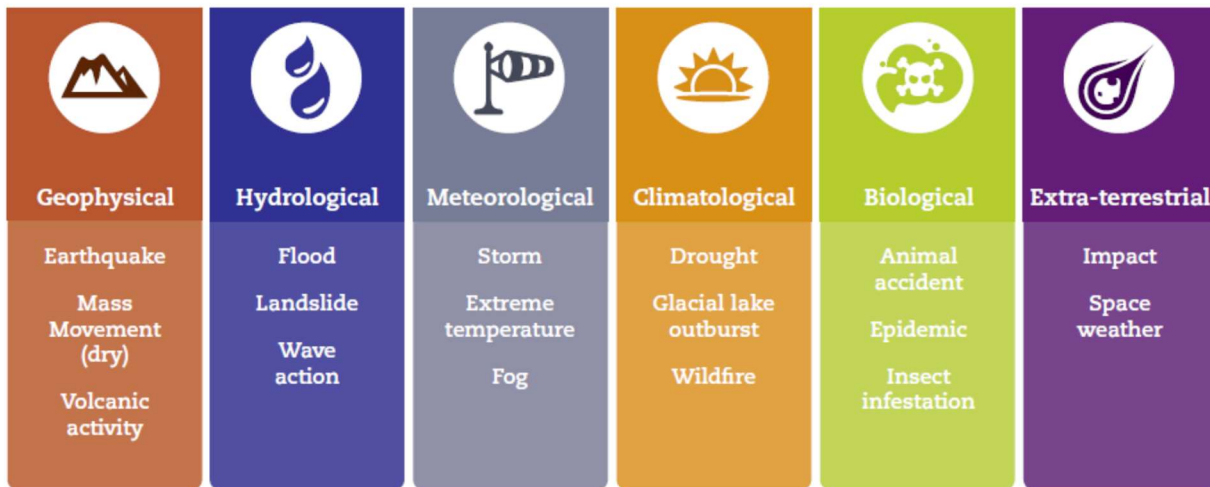 Geophysical
Earthquake
Mass
Movement
(dry)
Volcanic
activity
Hydrological
Flood
Landslide
Wave
action
Meteorological
Storm
Extreme
temperature
Fog
Climatological
Drought
Glacial lake
outburst
Wildfire
Biological
Animal
accident
Epidemic
Insect
infestation
Extra-terrestrial
Impact
Space
weather